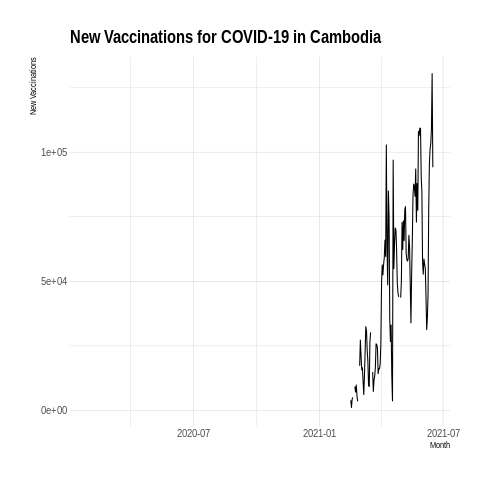 New Vaccinations for COVID-19 in Cambodia
New Vaccinations
1e+05
5e+04
0e+00
2020-07
2021-01
2021-07
Month